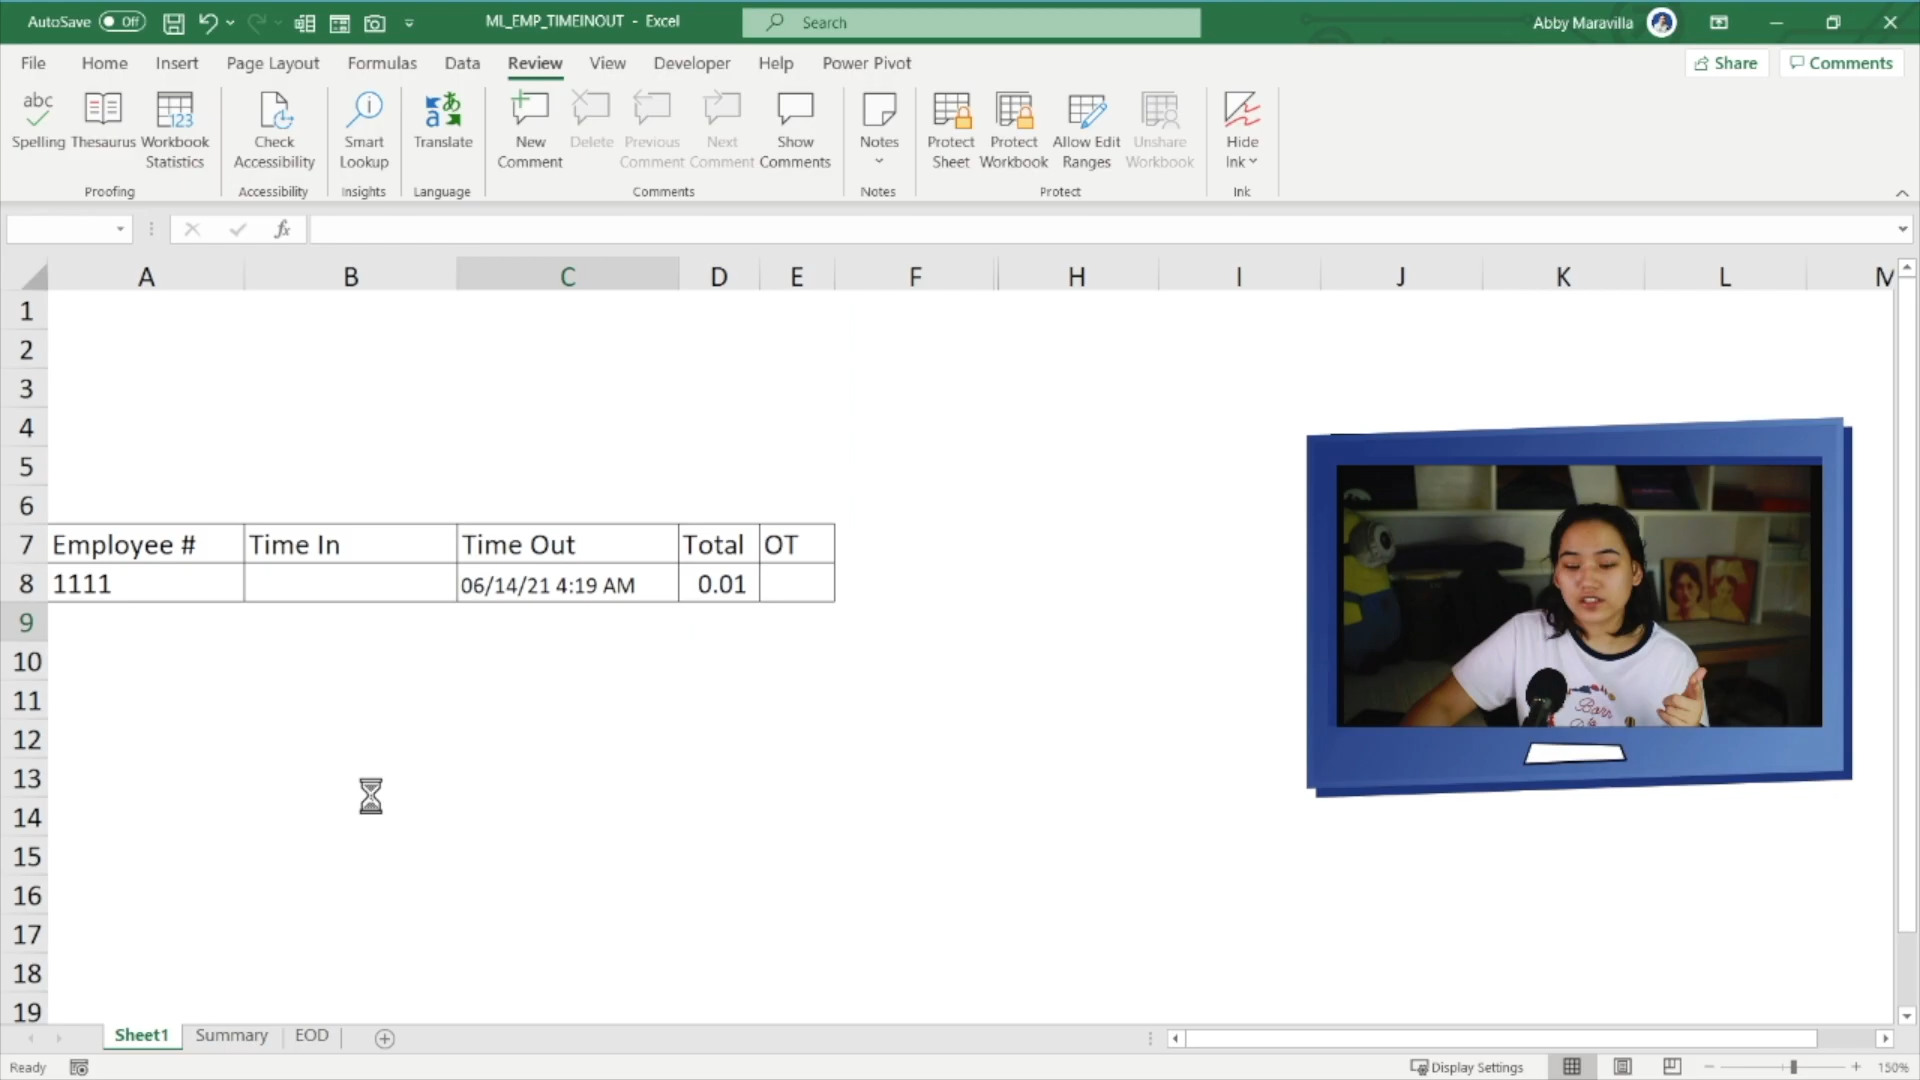 AutoSave Off ML_EMP_TIMEINOUT - Excel Search Abby Maravilla
File Home Insert Page Layout Formulas Data Review View Developer Help Power Pivot Share Comments
abc
Spelling Thesaurus Workbook Statistics
Check Accessibility
Smart Lookup
Translate
New Comment Delete Previous Comment Next Comment Show Comments
Notes
Protect Sheet Protect Workbook Allow Edit Ranges Unshare Workbook
Hide Ink
Proofing Accessibility Insights Language Comments Notes Protect Ink
fx
A B C D E F H I J K L M
1
2
3
4
5
6
7 Employee # Time In Time Out Total OT
8 1111 06/14/21 4:19 AM 0.01
9
10
11
12
13
14
15
16
17
18
19
Sheet1 Summary EOD
Ready Display Settings 150%